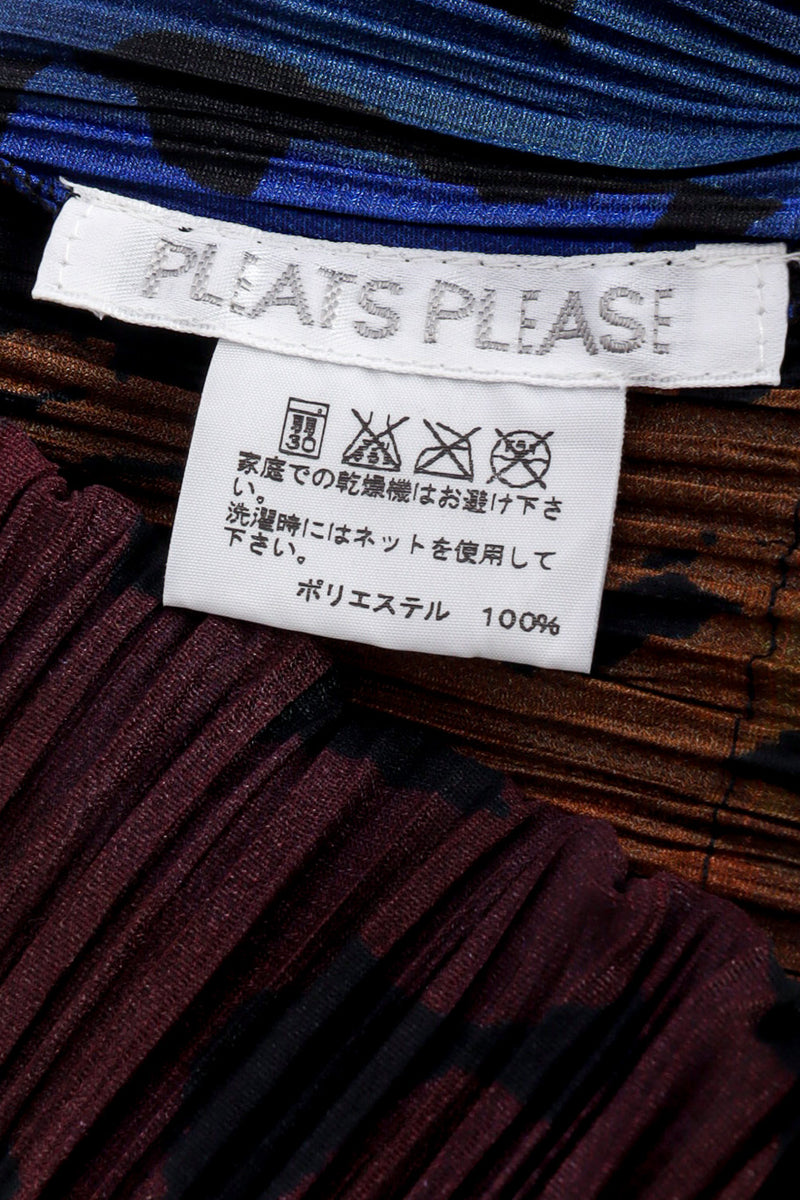 PLEATS PLEASE
弱
30
家庭での乾燥機はお避け下さ
い。
洗濯時にはネットを使用して
下さい。
ポリエステル 100%